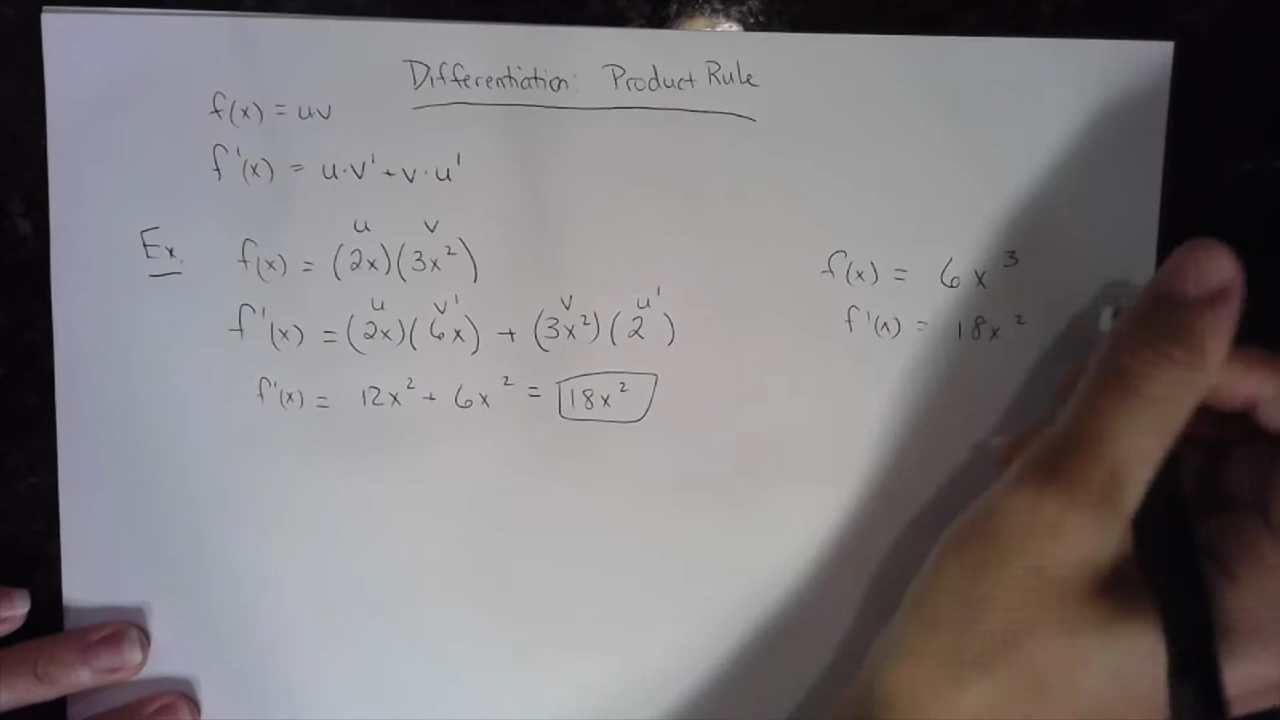 Differentiation: Product Rule
f(x) = uv
f'(x) = u·v' + v·u'
u v
Ex. f(x) = (2x)(3x²)
u v' v u'
f'(x) = (2x)(6x) + (3x²)(2)
f'(x) = 12x² + 6x² = 18x²
f(x) = 6x³
f'(x) = 18x²